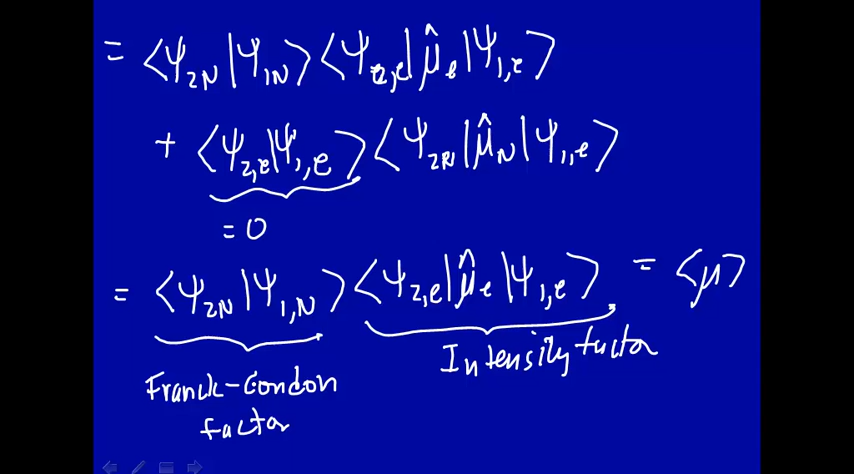 = ⟨Ψ₂N|Ψ₁N⟩⟨Ψ₂,e|μ̂e|Ψ₁,e⟩
+ ⟨Ψ₂,e|Ψ₁,e⟩⟨Ψ₂N|μ̂N|Ψ₁,e⟩
= 0
= ⟨Ψ₂N|Ψ₁,N⟩⟨Ψ₂,e|μ̂e|Ψ₁,e⟩ = ⟨μ⟩
Franck-Condon factor
Intensity factor